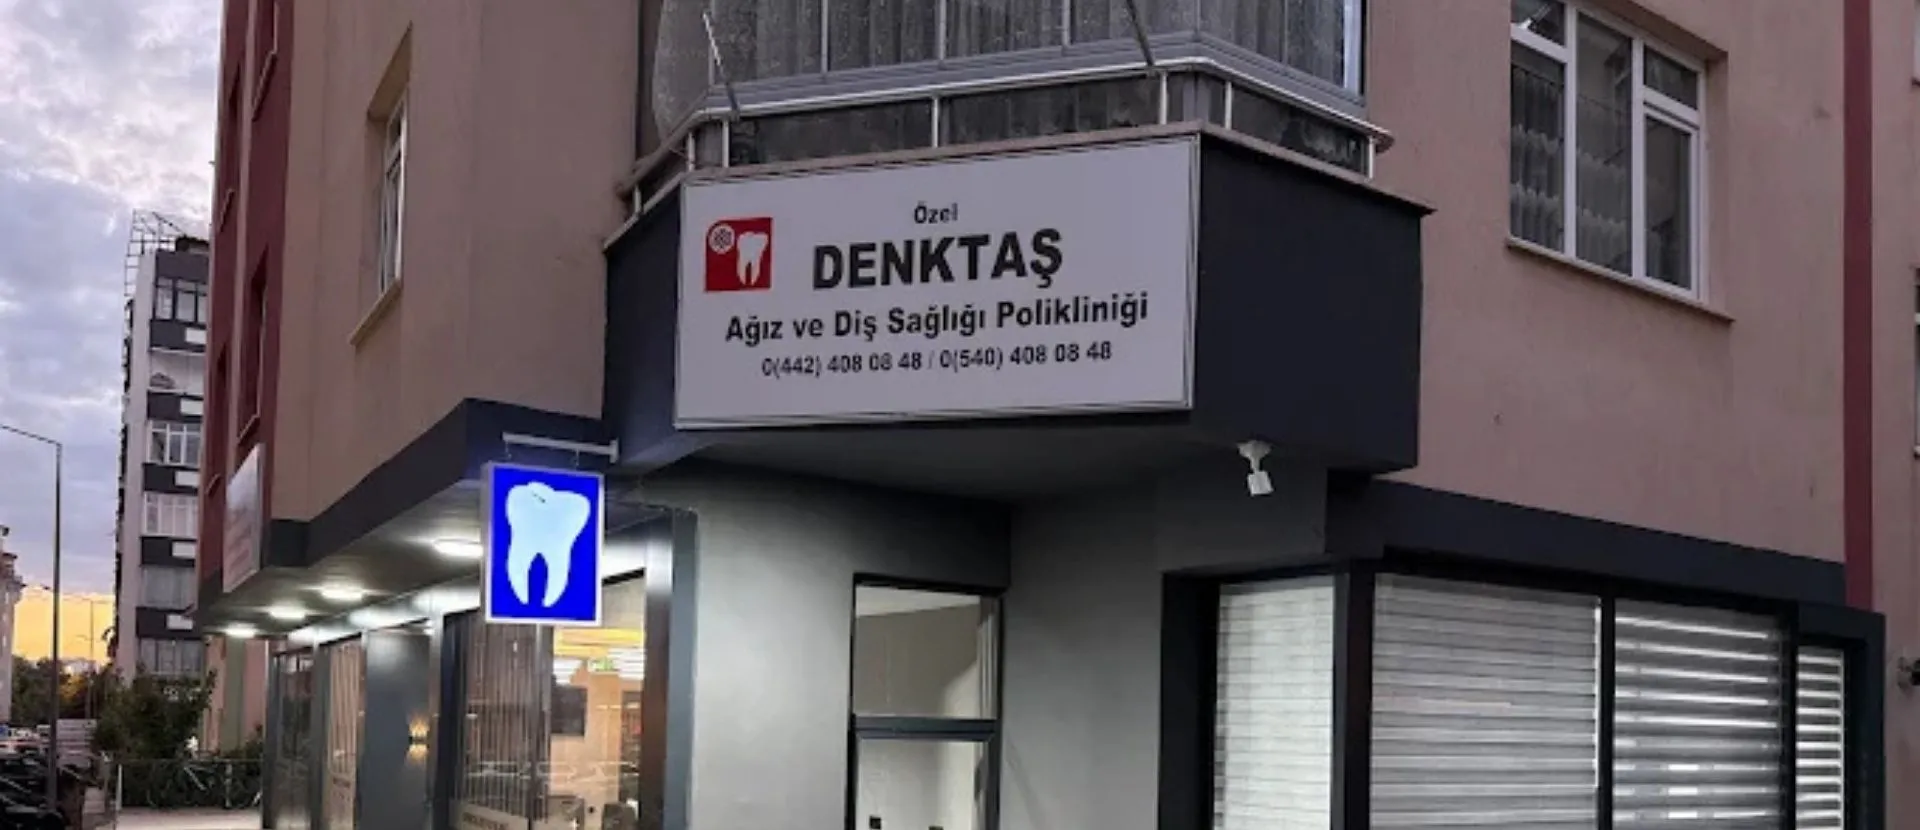 Özel
DENKTAŞ
Ağız ve Diş Sağlığı Polikliniği
0(442) 408 08 48 / 0(540) 408 08 48